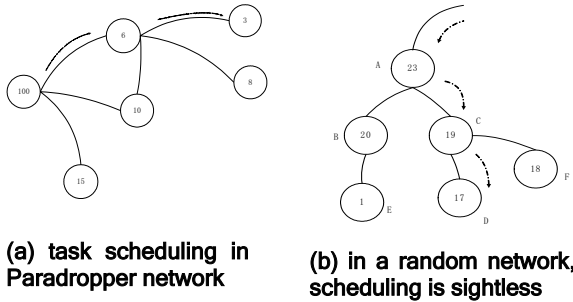 3
6
8
100
10
15
A
23
B
20
19
C
18
F
1
E
17
D
(a) task scheduling in
Paradropper network
(b) in a random network,
scheduling is sightless